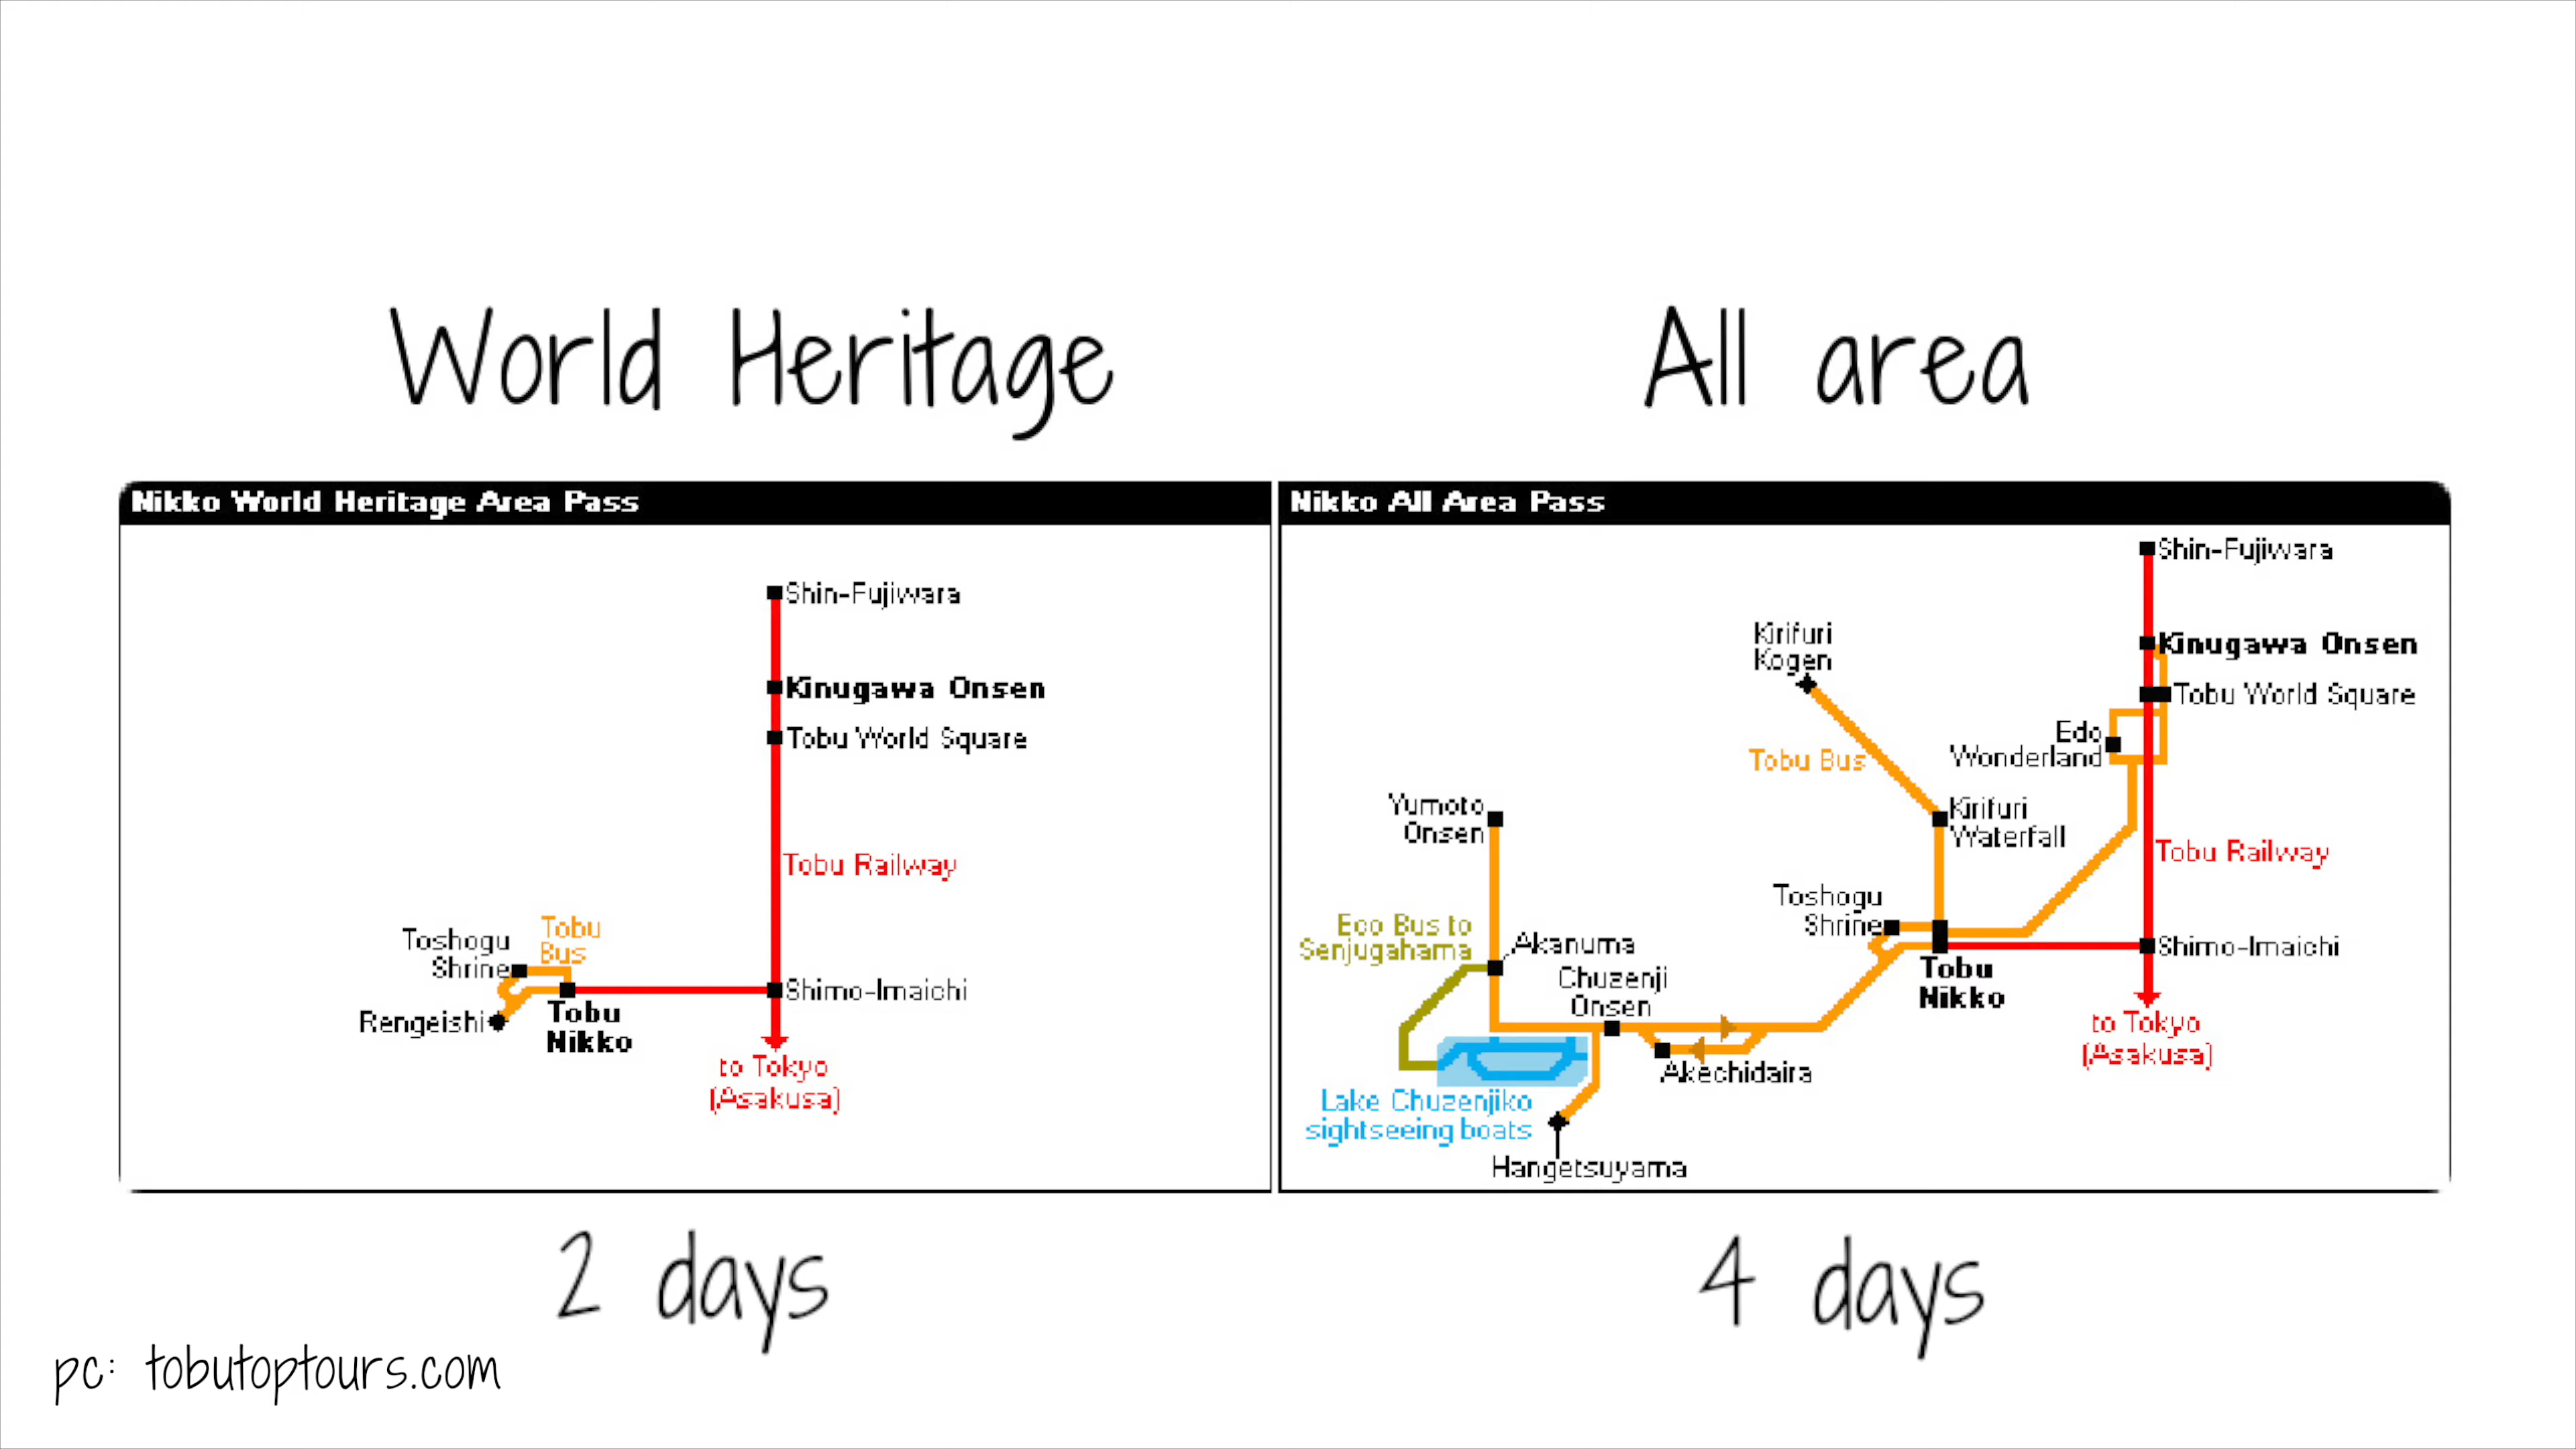 World Heritage
All area
Nikko World Heritage Area Pass
Shin-Fujiwara
Kinugawa Onsen
Tobu World Square
Tobu Railway
Toshogu
Shrine
Tobu
Bus
Rengeishi
Tobu
Nikko
Shimo-Imaichi
to Tokyo
(Asakusa)
Nikko All Area Pass
Shin-Fujiwara
Kirifuri
Kogen
Kinugawa Onsen
Tobu World Square
Edo
Wonderland
Tobu Bus
Yumoto
Onsen
Kirifuri
Waterfall
Tobu Railway
Toshogu
Shrine
Eco Bus to
Senjugahama
Akanuma
Chuzenji
Onsen
Tobu
Nikko
Shimo-Imaichi
to Tokyo
(Asakusa)
Akechidaira
Lake Chuzenjiko
sightseeing boats
Hangetsuyama
2 days
4 days
pc: tobutoptours.com